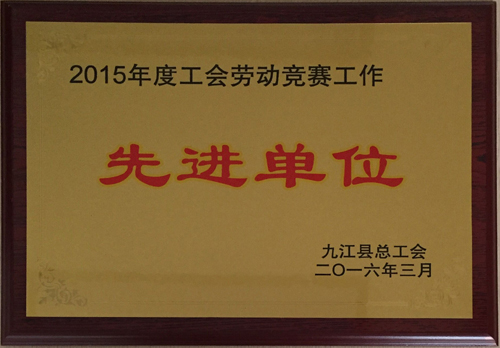 2015年度工会劳动竞赛工作
先进单位
九江县总工会
二〇一六年三月